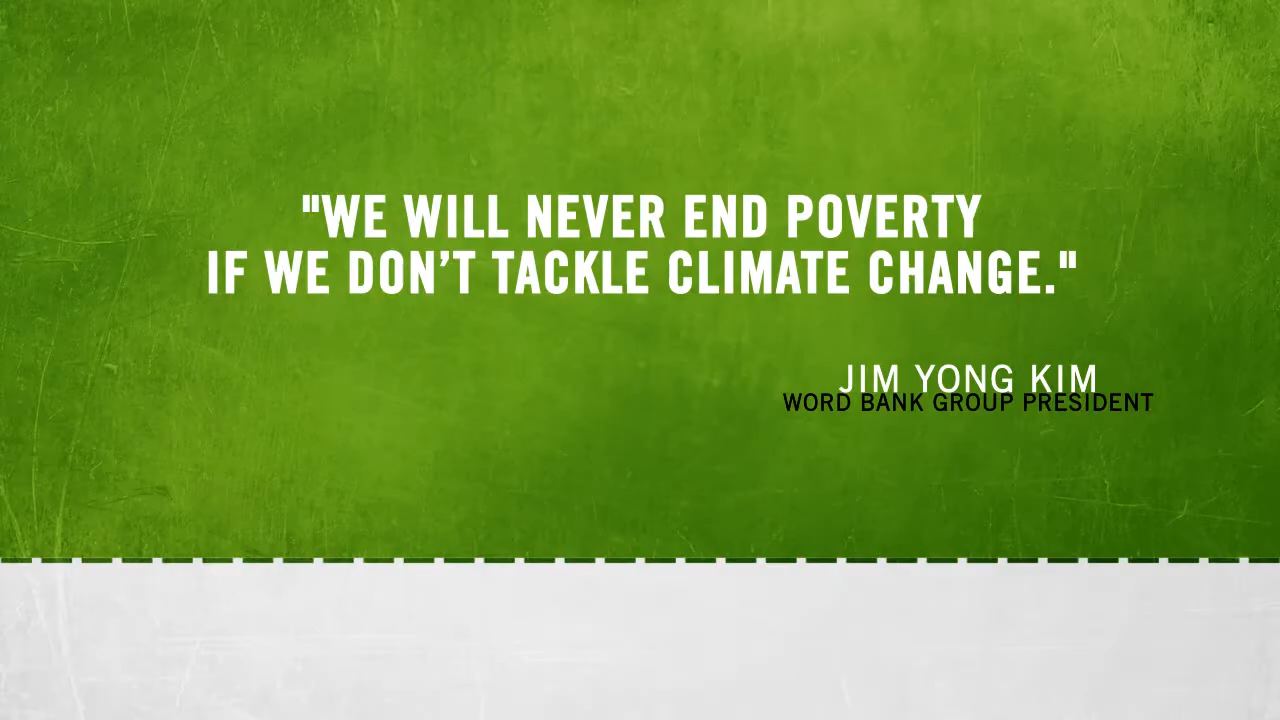 "WE WILL NEVER END POVERTY
IF WE DON’T TACKLE CLIMATE CHANGE."
JIM YONG KIM
WORD BANK GROUP PRESIDENT